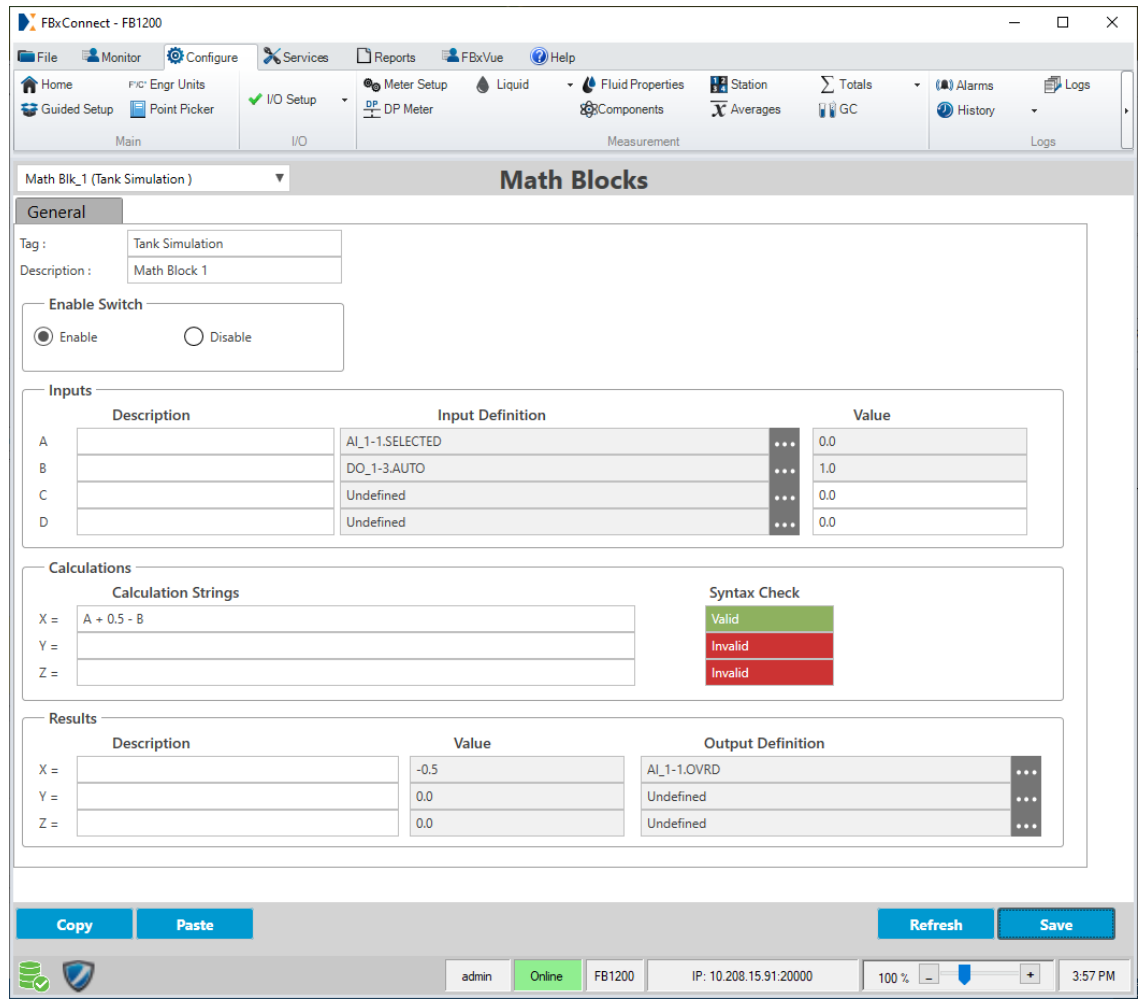 FBxConnect - FB1200
File Monitor Configure Services Reports FBxVue Help
Home F°/C° Engr Units I/O Setup Meter Setup Liquid Fluid Properties Station Totals Alarms Logs
Guided Setup Point Picker DP DP Meter Components Averages GC History
Main I/O Measurement Logs
Math Blk_1 (Tank Simulation ) Math Blocks
General
Tag : Tank Simulation
Description : Math Block 1
Enable Switch
Enable Disable
Inputs
Description Input Definition Value
A AI_1-1.SELECTED ... 0.0
B DO_1-3.AUTO ... 1.0
C Undefined ... 0.0
D Undefined ... 0.0
Calculations
Calculation Strings Syntax Check
X = A + 0.5 - B Valid
Y = Invalid
Z = Invalid
Results
Description Value Output Definition
X = -0.5 AI_1-1.OVRD ...
Y = 0.0 Undefined ...
Z = 0.0 Undefined ...
Copy Paste Refresh Save
admin Online FB1200 IP: 10.208.15.91:20000 100 % - + 3:57 PM